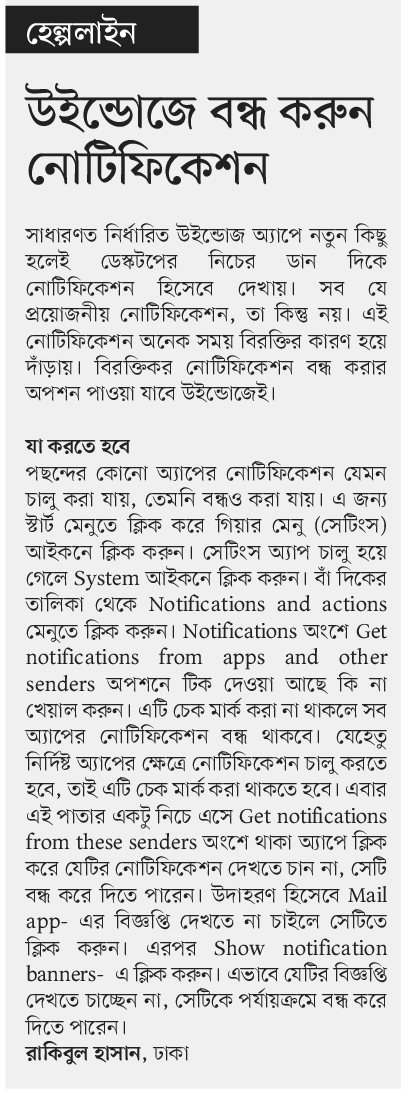 হেল্পলাইন
উইন্ডোজে বন্ধ করুন
নোটিফিকেশন
সাধারণত নির্ধারিত উইন্ডোজ অ্যাপে নতুন কিছু
হলেই ডেস্কটপের নিচের ডান দিকে
নোটিফিকেশন হিসেবে দেখায়। সব যে
প্রয়োজনীয় নোটিফিকেশন, তা কিন্তু নয়। এই
নোটিফিকেশন অনেক সময় বিরক্তির কারণ হয়ে
দাঁড়ায়। বিরক্তিকর নোটিফিকেশন বন্ধ করার
অপশন পাওয়া যাবে উইন্ডোজেই।
যা করতে হবে
পছন্দের কোনো অ্যাপের নোটিফিকেশন যেমন
চালু করা যায়, তেমনি বন্ধও করা যায়। এ জন্য
স্টার্ট মেনুতে ক্লিক করে গিয়ার মেনু (সেটিংস)
আইকনে ক্লিক করুন। সেটিংস অ্যাপ চালু হয়ে
গেলে System আইকনে ক্লিক করুন। বাঁ দিকের
তালিকা থেকে Notifications and actions
মেনুতে ক্লিক করুন। Notifications অংশে Get
notifications from apps and other
senders অপশনে টিক দেওয়া আছে কি না
খেয়াল করুন। এটি চেক মার্ক করা না থাকলে সব
অ্যাপের নোটিফিকেশন বন্ধ থাকবে। যেহেতু
নির্দিষ্ট অ্যাপের ক্ষেত্রে নোটিফিকেশন চালু করতে
হবে, তাই এটি চেক মার্ক করা থাকতে হবে। এবার
এই পাতার একটু নিচে এসে Get notifications
from these senders অংশে থাকা অ্যাপে ক্লিক
করে যেটির নোটিফিকেশন দেখতে চান না, সেটি
বন্ধ করে দিতে পারেন। উদাহরণ হিসেবে Mail
app- এর বিজ্ঞপ্তি দেখতে না চাইলে সেটিতে
ক্লিক করুন। এরপর Show notification
banners- এ ক্লিক করুন। এভাবে যেটির বিজ্ঞপ্তি
দেখতে চাচ্ছেন না, সেটিকে পর্যায়ক্রমে বন্ধ করে
দিতে পারেন।
রাকিবুল হাসান, ঢাকা